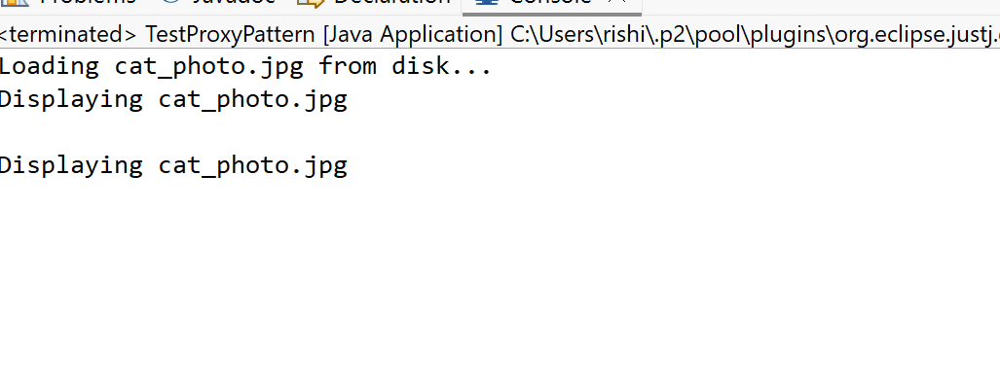 Problems Javadoc Declaration Console
<terminated> TestProxyPattern [Java Application] C:\Users\rishi\.p2\pool\plugins\org.eclipse.justj.
Loading cat_photo.jpg from disk...
Displaying cat_photo.jpg
Displaying cat_photo.jpg